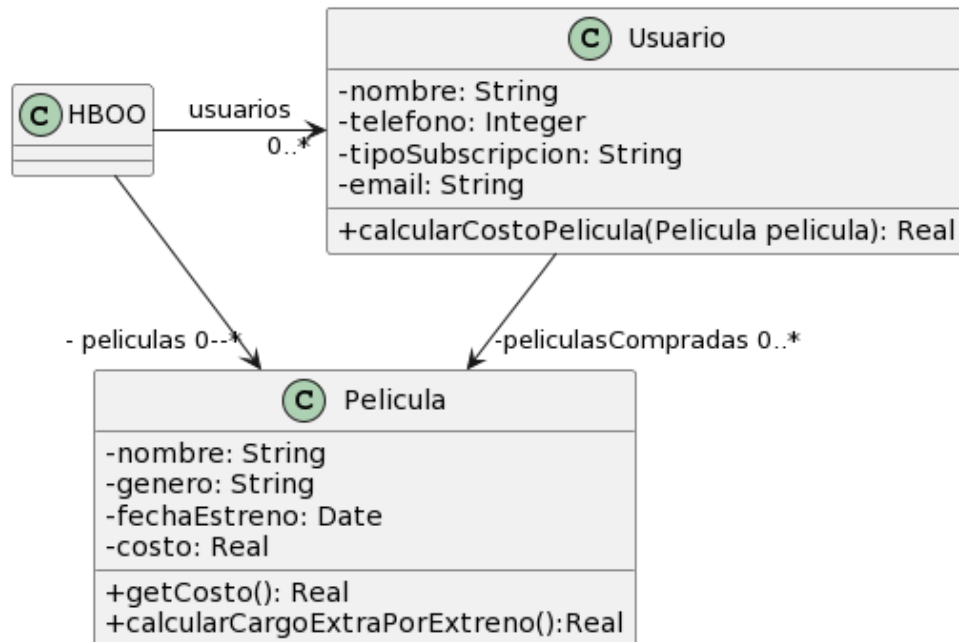 C HBOO
usuarios
0..*
C Usuario
-nombre: String
-telefono: Integer
-tipoSubscripcion: String
-email: String
+calcularCostoPelicula(Pelicula pelicula): Real
- peliculas 0--*
-peliculasCompradas 0..*
C Pelicula
-nombre: String
-genero: String
-fechaEstreno: Date
-costo: Real
+getCosto(): Real
+calcularCargoExtraPorExtreno():Real